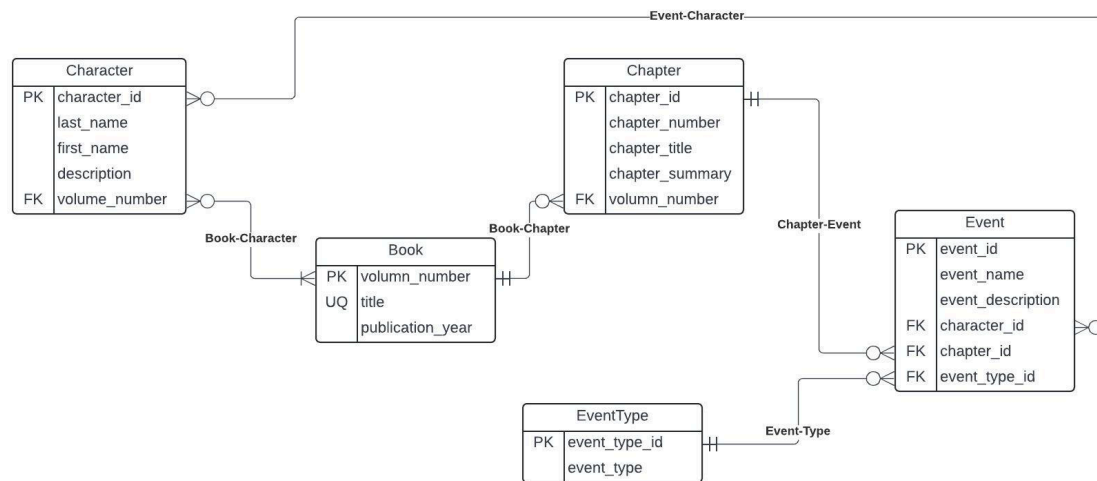 Event-Character
Character
PK character_id
last_name
first_name
description
FK volume_number
Chapter
PK chapter_id
chapter_number
chapter_title
chapter_summary
FK volumn_number
Book-Character
Book-Chapter
Chapter-Event
Book
PK volumn_number
UQ title
publication_year
Event
PK event_id
event_name
event_description
FK character_id
FK chapter_id
FK event_type_id
EventType
PK event_type_id
event_type
Event-Type